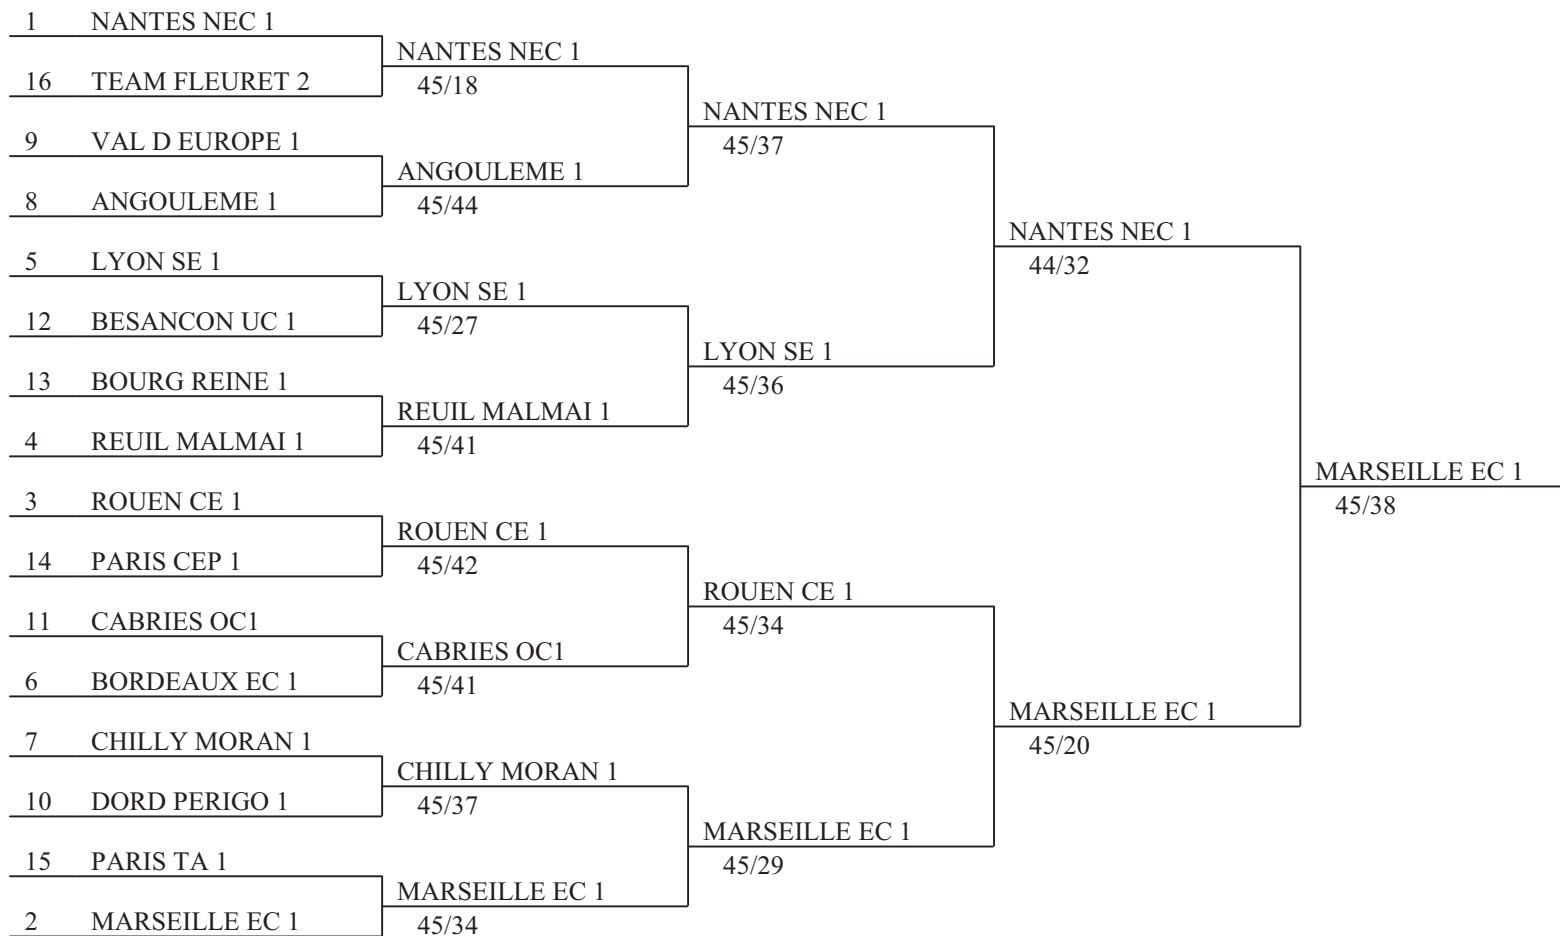 1 NANTES NEC 1
NANTES NEC 1
16 TEAM FLEURET 2
45/18
NANTES NEC 1
9 VAL D EUROPE 1
45/37
ANGOULEME 1
8 ANGOULEME 1
45/44
NANTES NEC 1
5 LYON SE 1
44/32
LYON SE 1
12 BESANCON UC 1
45/27
LYON SE 1
13 BOURG REINE 1
45/36
REUIL MALMAI 1
4 REUIL MALMAI 1
45/41
MARSEILLE EC 1
3 ROUEN CE 1
45/38
ROUEN CE 1
14 PARIS CEP 1
45/42
ROUEN CE 1
11 CABRIES OC1
45/34
CABRIES OC1
6 BORDEAUX EC 1
45/41
MARSEILLE EC 1
7 CHILLY MORAN 1
45/20
CHILLY MORAN 1
10 DORD PERIGO 1
45/37
MARSEILLE EC 1
15 PARIS TA 1
45/29
MARSEILLE EC 1
2 MARSEILLE EC 1
45/34